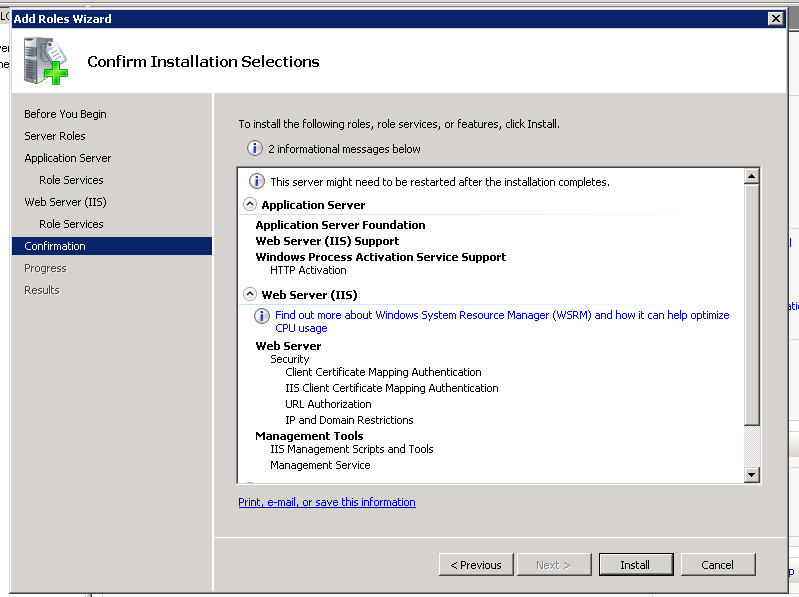 Add Roles Wizard
Confirm Installation Selections
Before You Begin
Server Roles
Application Server
Role Services
Web Server (IIS)
Role Services
Confirmation
Progress
Results
To install the following roles, role services, or features, click Install.
2 informational messages below
This server might need to be restarted after the installation completes.
Application Server
Application Server Foundation
Web Server (IIS) Support
Windows Process Activation Service Support
HTTP Activation
Web Server (IIS)
Find out more about Windows System Resource Manager (WSRM) and how it can help optimize
CPU usage
Web Server
Security
Client Certificate Mapping Authentication
IIS Client Certificate Mapping Authentication
URL Authorization
IP and Domain Restrictions
Management Tools
IIS Management Scripts and Tools
Management Service
Print, e-mail, or save this information
< Previous
Next >
Install
Cancel